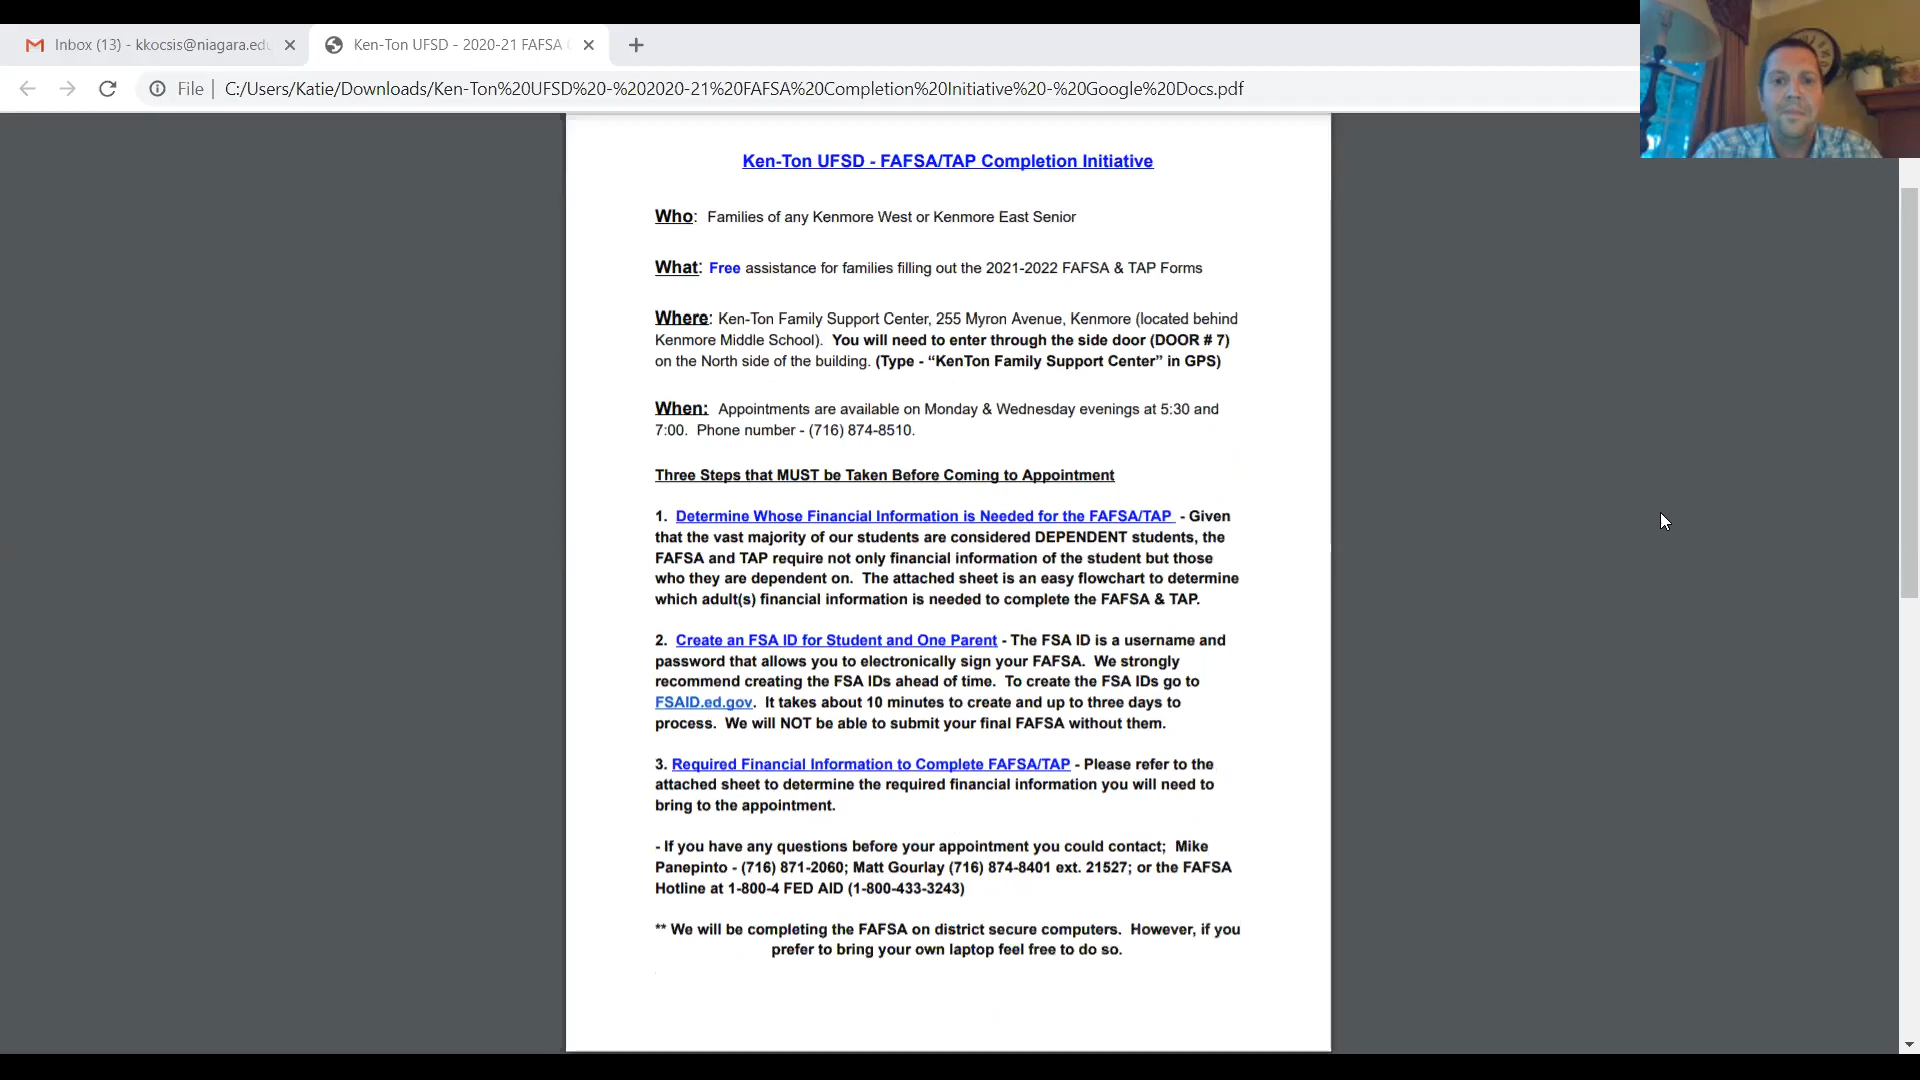 Inbox (13) - kkocsis@niagara.edu
Ken-Ton UFSD - 2020-21 FAFSA
File
C:/Users/Katie/Downloads/Ken-Ton%20UFSD%20-%202020-21%20FAFSA%20Completion%20Initiative%20-%20Google%20Docs.pdf
Ken-Ton UFSD - FAFSA/TAP Completion Initiative
Who: Families of any Kenmore West or Kenmore East Senior
What: Free assistance for families filling out the 2021-2022 FAFSA & TAP Forms
Where: Ken-Ton Family Support Center, 255 Myron Avenue, Kenmore (located behind
Kenmore Middle School). You will need to enter through the side door (DOOR # 7)
on the North side of the building. (Type - “KenTon Family Support Center” in GPS)
When: Appointments are available on Monday & Wednesday evenings at 5:30 and
7:00. Phone number - (716) 874-8510.
Three Steps that MUST be Taken Before Coming to Appointment
1. Determine Whose Financial Information is Needed for the FAFSA/TAP - Given
that the vast majority of our students are considered DEPENDENT students, the
FAFSA and TAP require not only financial information of the student but those
who they are dependent on. The attached sheet is an easy flowchart to determine
which adult(s) financial information is needed to complete the FAFSA & TAP.
2. Create an FSA ID for Student and One Parent - The FSA ID is a username and
password that allows you to electronically sign your FAFSA. We strongly
recommend creating the FSA IDs ahead of time. To create the FSA IDs go to
FSAID.ed.gov. It takes about 10 minutes to create and up to three days to
process. We will NOT be able to submit your final FAFSA without them.
3. Required Financial Information to Complete FAFSA/TAP - Please refer to the
attached sheet to determine the required financial information you will need to
bring to the appointment.
- If you have any questions before your appointment you could contact; Mike
Panepinto - (716) 871-2060; Matt Gourlay (716) 874-8401 ext. 21527; or the FAFSA
Hotline at 1-800-4 FED AID (1-800-433-3243)
** We will be completing the FAFSA on district secure computers. However, if you
prefer to bring your own laptop feel free to do so.